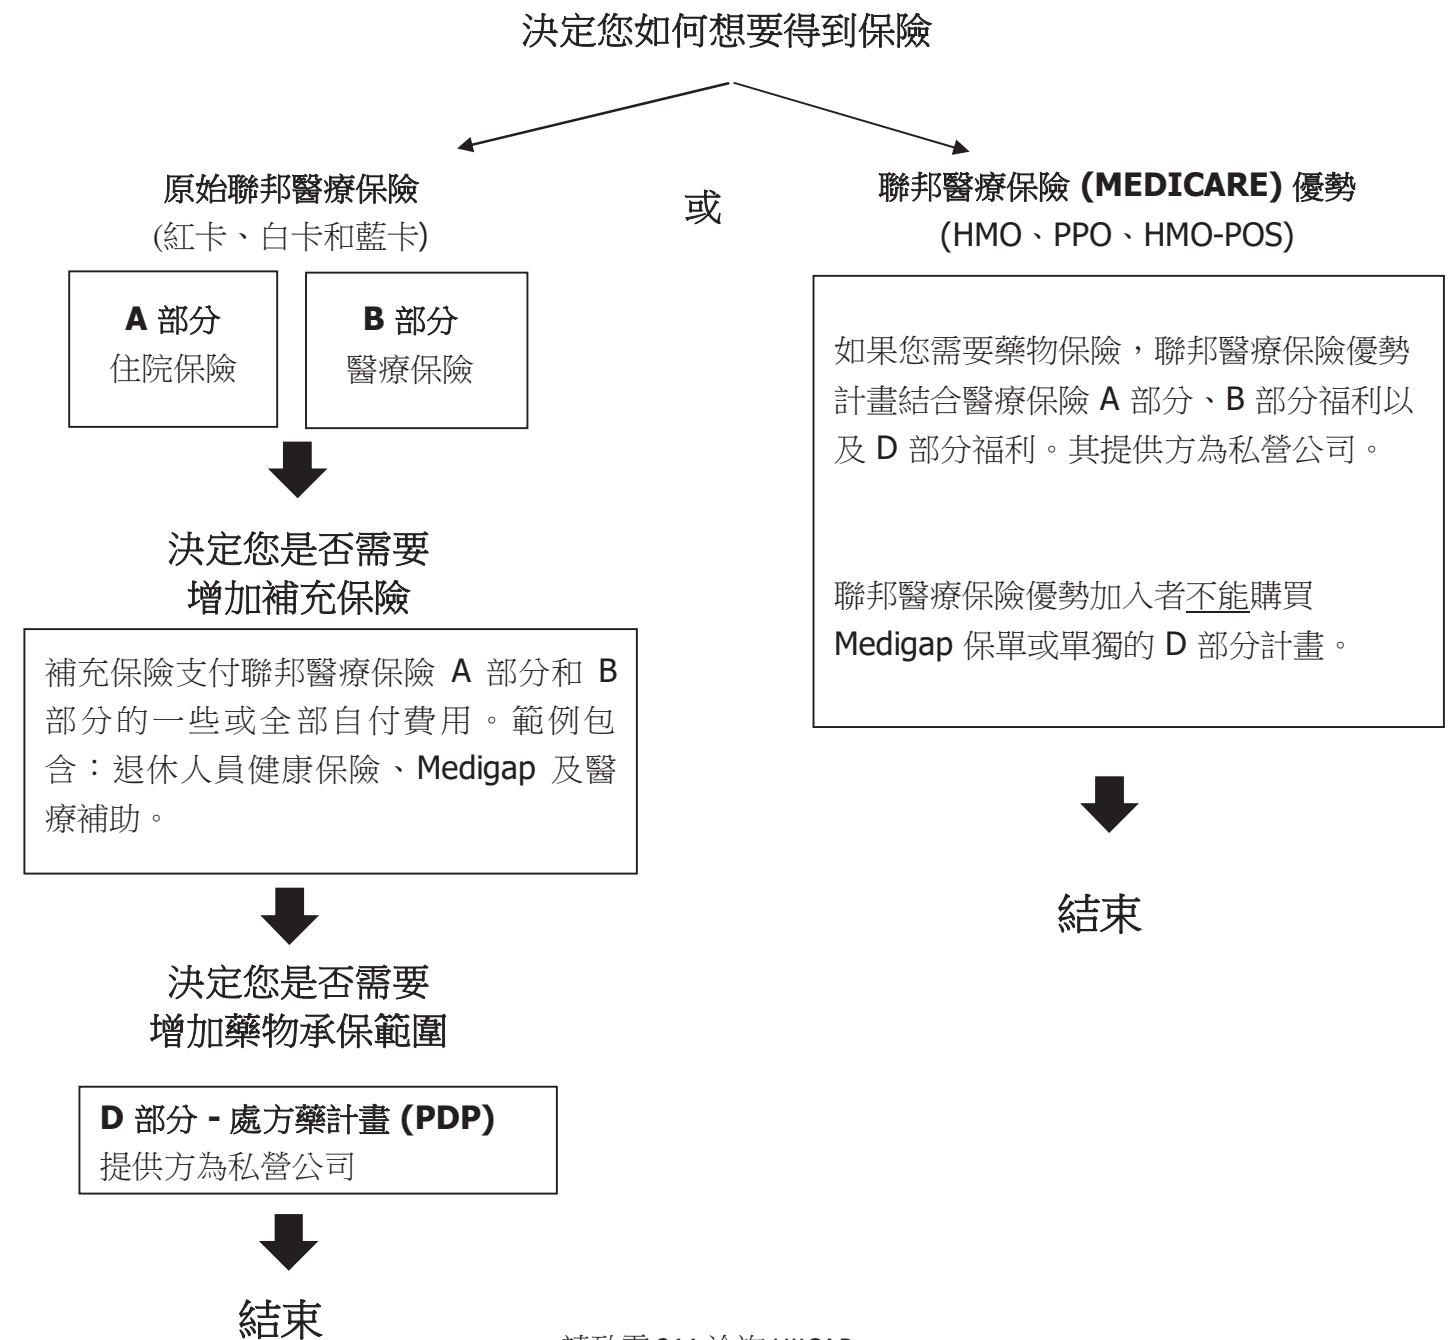 決定您如何想要得到保險
原始聯邦醫療保險
(紅卡、白卡和藍卡)
A 部分
住院保險
B 部分
醫療保險
決定您是否需要
增加補充保險
補充保險支付聯邦醫療保險 A 部分和 B
部分的一些或全部自付費用。範例包
含：退休人員健康保險、Medigap 及醫
療補助。
決定您是否需要
增加藥物承保範圍
D 部分 - 處方藥計畫 (PDP)
提供方為私營公司
結束
或
聯邦醫療保險 (MEDICARE) 優勢
(HMO、PPO、HMO-POS)
如果您需要藥物保險，聯邦醫療保險優勢
計畫結合醫療保險 A 部分、B 部分福利以
及 D 部分福利。其提供方為私營公司。
聯邦醫療保險優勢加入者不能購買
Medigap 保單或單獨的 D 部分計畫。
結束